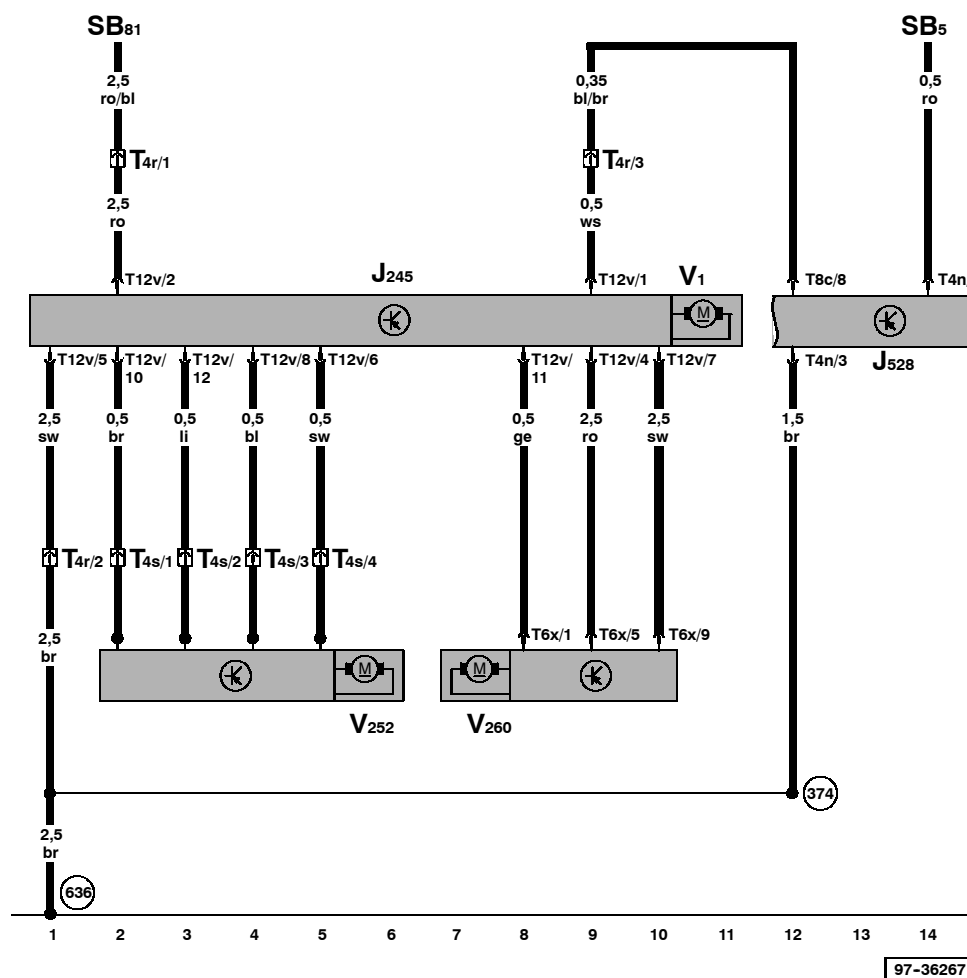 SB81 SB5
2,5 0,35 0,5
ro/bl bl/br ro
T4r/1 T4r/3
2,5 0,5
ro ws
T12v/2 J245 T12v/1 V1 T8c/8 T4n/
M
T12v/5 T12v/ T12v/ T12v/8 T12v/6 T12v/ T12v/4 T12v/7 T4n/3 J528
10 12 11
2,5 0,5 0,5 0,5 0,5 0,5 2,5 2,5 1,5
sw br li bl sw ge ro sw br
T4r/2 T4s/1 T4s/2 T4s/3 T4s/4
2,5 T6x/1 T6x/5 T6x/9
br
M M
V252 V260
374
2,5
br
636
1 2 3 4 5 6 7 8 9 10 11 12 13 14
97-36267